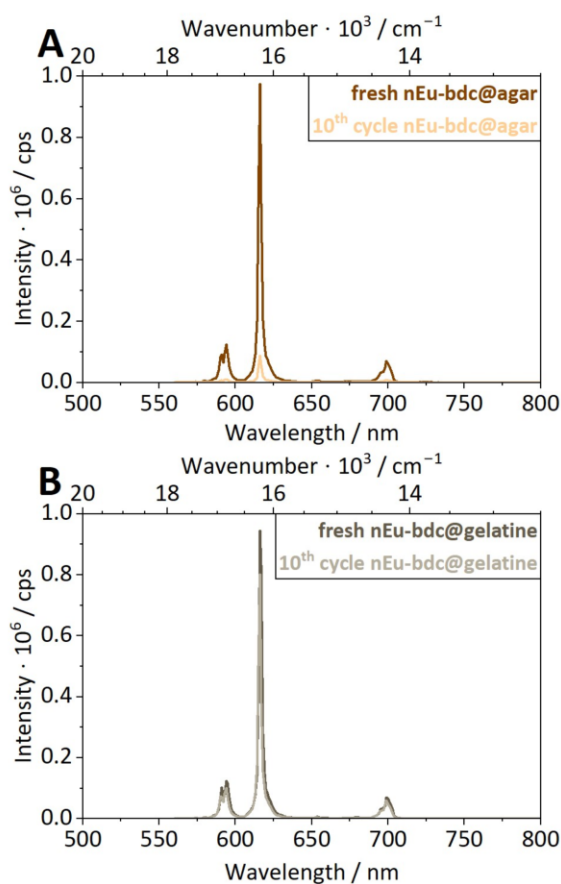 Wavenumber · 10³ / cm⁻¹
A
20 18 16 14
1.0
0.8
0.6
0.4
0.2
0.0
Intensity · 10⁶ / cps
fresh nEu-bdc@agar
10ᵗʰ cycle nEu-bdc@agar
500 550 600 650 700 750 800
Wavelength / nm
Wavenumber · 10³ / cm⁻¹
B
20 18 16 14
1.0
0.8
0.6
0.4
0.2
0.0
Intensity · 10⁶ / cps
fresh nEu-bdc@gelatine
10ᵗʰ cycle nEu-bdc@gelatine
500 550 600 650 700 750 800
Wavelength / nm